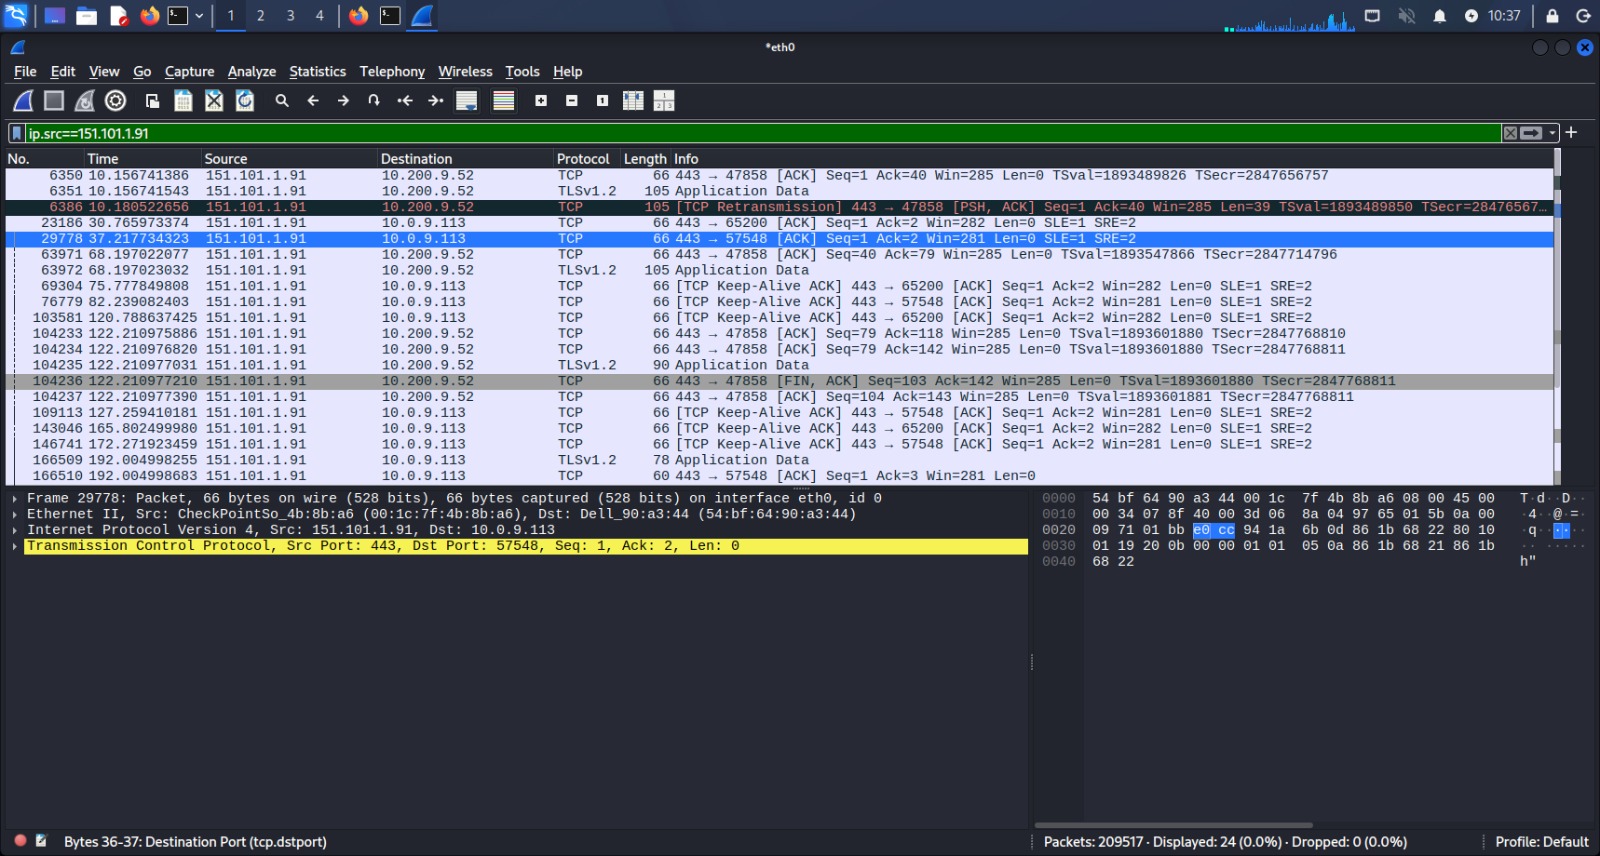 1 2 3 4 10:37
*eth0
File Edit View Go Capture Analyze Statistics Telephony Wireless Tools Help
ip.src==151.101.1.91
No. Time Source Destination Protocol Length Info
6350 10.156741386 151.101.1.91 10.200.9.52 TCP 66 443 → 47858 [ACK] Seq=1 Ack=40 Win=285 Len=0 TSval=1893489826 TSecr=2847656757
6351 10.156741543 151.101.1.91 10.200.9.52 TLSv1.2 105 Application Data
6386 10.180522656 151.101.1.91 10.200.9.52 TCP 105 [TCP Retransmission] 443 → 47858 [PSH, ACK] Seq=1 Ack=40 Win=285 Len=39 TSval=1893489850 TSecr=28476567…
23186 30.765973374 151.101.1.91 10.0.9.113 TCP 66 443 → 65200 [ACK] Seq=1 Ack=2 Win=282 Len=0 SLE=1 SRE=2
29778 37.217734323 151.101.1.91 10.0.9.113 TCP 66 443 → 57548 [ACK] Seq=1 Ack=2 Win=281 Len=0 SLE=1 SRE=2
63971 68.197022077 151.101.1.91 10.200.9.52 TCP 66 443 → 47858 [ACK] Seq=40 Ack=79 Win=285 Len=0 TSval=1893547866 TSecr=2847714796
63972 68.197023032 151.101.1.91 10.200.9.52 TLSv1.2 105 Application Data
69304 75.777849808 151.101.1.91 10.0.9.113 TCP 66 [TCP Keep-Alive ACK] 443 → 65200 [ACK] Seq=1 Ack=2 Win=282 Len=0 SLE=1 SRE=2
76779 82.239082403 151.101.1.91 10.0.9.113 TCP 66 [TCP Keep-Alive ACK] 443 → 57548 [ACK] Seq=1 Ack=2 Win=281 Len=0 SLE=1 SRE=2
103581 120.788637425 151.101.1.91 10.0.9.113 TCP 66 [TCP Keep-Alive ACK] 443 → 65200 [ACK] Seq=1 Ack=2 Win=282 Len=0 SLE=1 SRE=2
104233 122.210975886 151.101.1.91 10.200.9.52 TCP 66 443 → 47858 [ACK] Seq=79 Ack=118 Win=285 Len=0 TSval=1893601880 TSecr=2847768810
104234 122.210976820 151.101.1.91 10.200.9.52 TCP 66 443 → 47858 [ACK] Seq=79 Ack=142 Win=285 Len=0 TSval=1893601880 TSecr=2847768811
104235 122.210977031 151.101.1.91 10.200.9.52 TLSv1.2 90 Application Data
104236 122.210977210 151.101.1.91 10.200.9.52 TCP 66 443 → 47858 [FIN, ACK] Seq=103 Ack=142 Win=285 Len=0 TSval=1893601880 TSecr=2847768811
104237 122.210977390 151.101.1.91 10.200.9.52 TCP 66 443 → 47858 [ACK] Seq=104 Ack=143 Win=285 Len=0 TSval=1893601881 TSecr=2847768811
109113 127.259410181 151.101.1.91 10.0.9.113 TCP 66 [TCP Keep-Alive ACK] 443 → 57548 [ACK] Seq=1 Ack=2 Win=281 Len=0 SLE=1 SRE=2
143046 165.802499980 151.101.1.91 10.0.9.113 TCP 66 [TCP Keep-Alive ACK] 443 → 65200 [ACK] Seq=1 Ack=2 Win=282 Len=0 SLE=1 SRE=2
146741 172.271923459 151.101.1.91 10.0.9.113 TCP 66 [TCP Keep-Alive ACK] 443 → 57548 [ACK] Seq=1 Ack=2 Win=281 Len=0 SLE=1 SRE=2
166509 192.004998255 151.101.1.91 10.0.9.113 TLSv1.2 78 Application Data
166510 192.004998683 151.101.1.91 10.0.9.113 TCP 60 443 → 57548 [ACK] Seq=1 Ack=3 Win=281 Len=0
Frame 29778: Packet, 66 bytes on wire (528 bits), 66 bytes captured (528 bits) on interface eth0, id 0
Ethernet II, Src: CheckPointSo_4b:8b:a6 (00:1c:7f:4b:8b:a6), Dst: Dell_90:a3:44 (54:bf:64:90:a3:44)
Internet Protocol Version 4, Src: 151.101.1.91, Dst: 10.0.9.113
Transmission Control Protocol, Src Port: 443, Dst Port: 57548, Seq: 1, Ack: 2, Len: 0
0000 54 bf 64 90 a3 44 00 1c 7f 4b 8b a6 08 00 45 00 T·d··D··
0010 00 34 07 8f 40 00 3d 06 8a 04 97 65 01 5b 0a 00 ·4··@·=·
0020 09 71 01 bb e0 cc 94 1a 6b 0d 86 1b 68 22 80 10 ·q······
0030 01 19 20 0b 00 00 01 01 05 0a 86 1b 68 21 86 1b ·· ·····
0040 68 22 h"
Bytes 36-37: Destination Port (tcp.dstport) Packets: 209517 · Displayed: 24 (0.0%) · Dropped: 0 (0.0%) Profile: Default